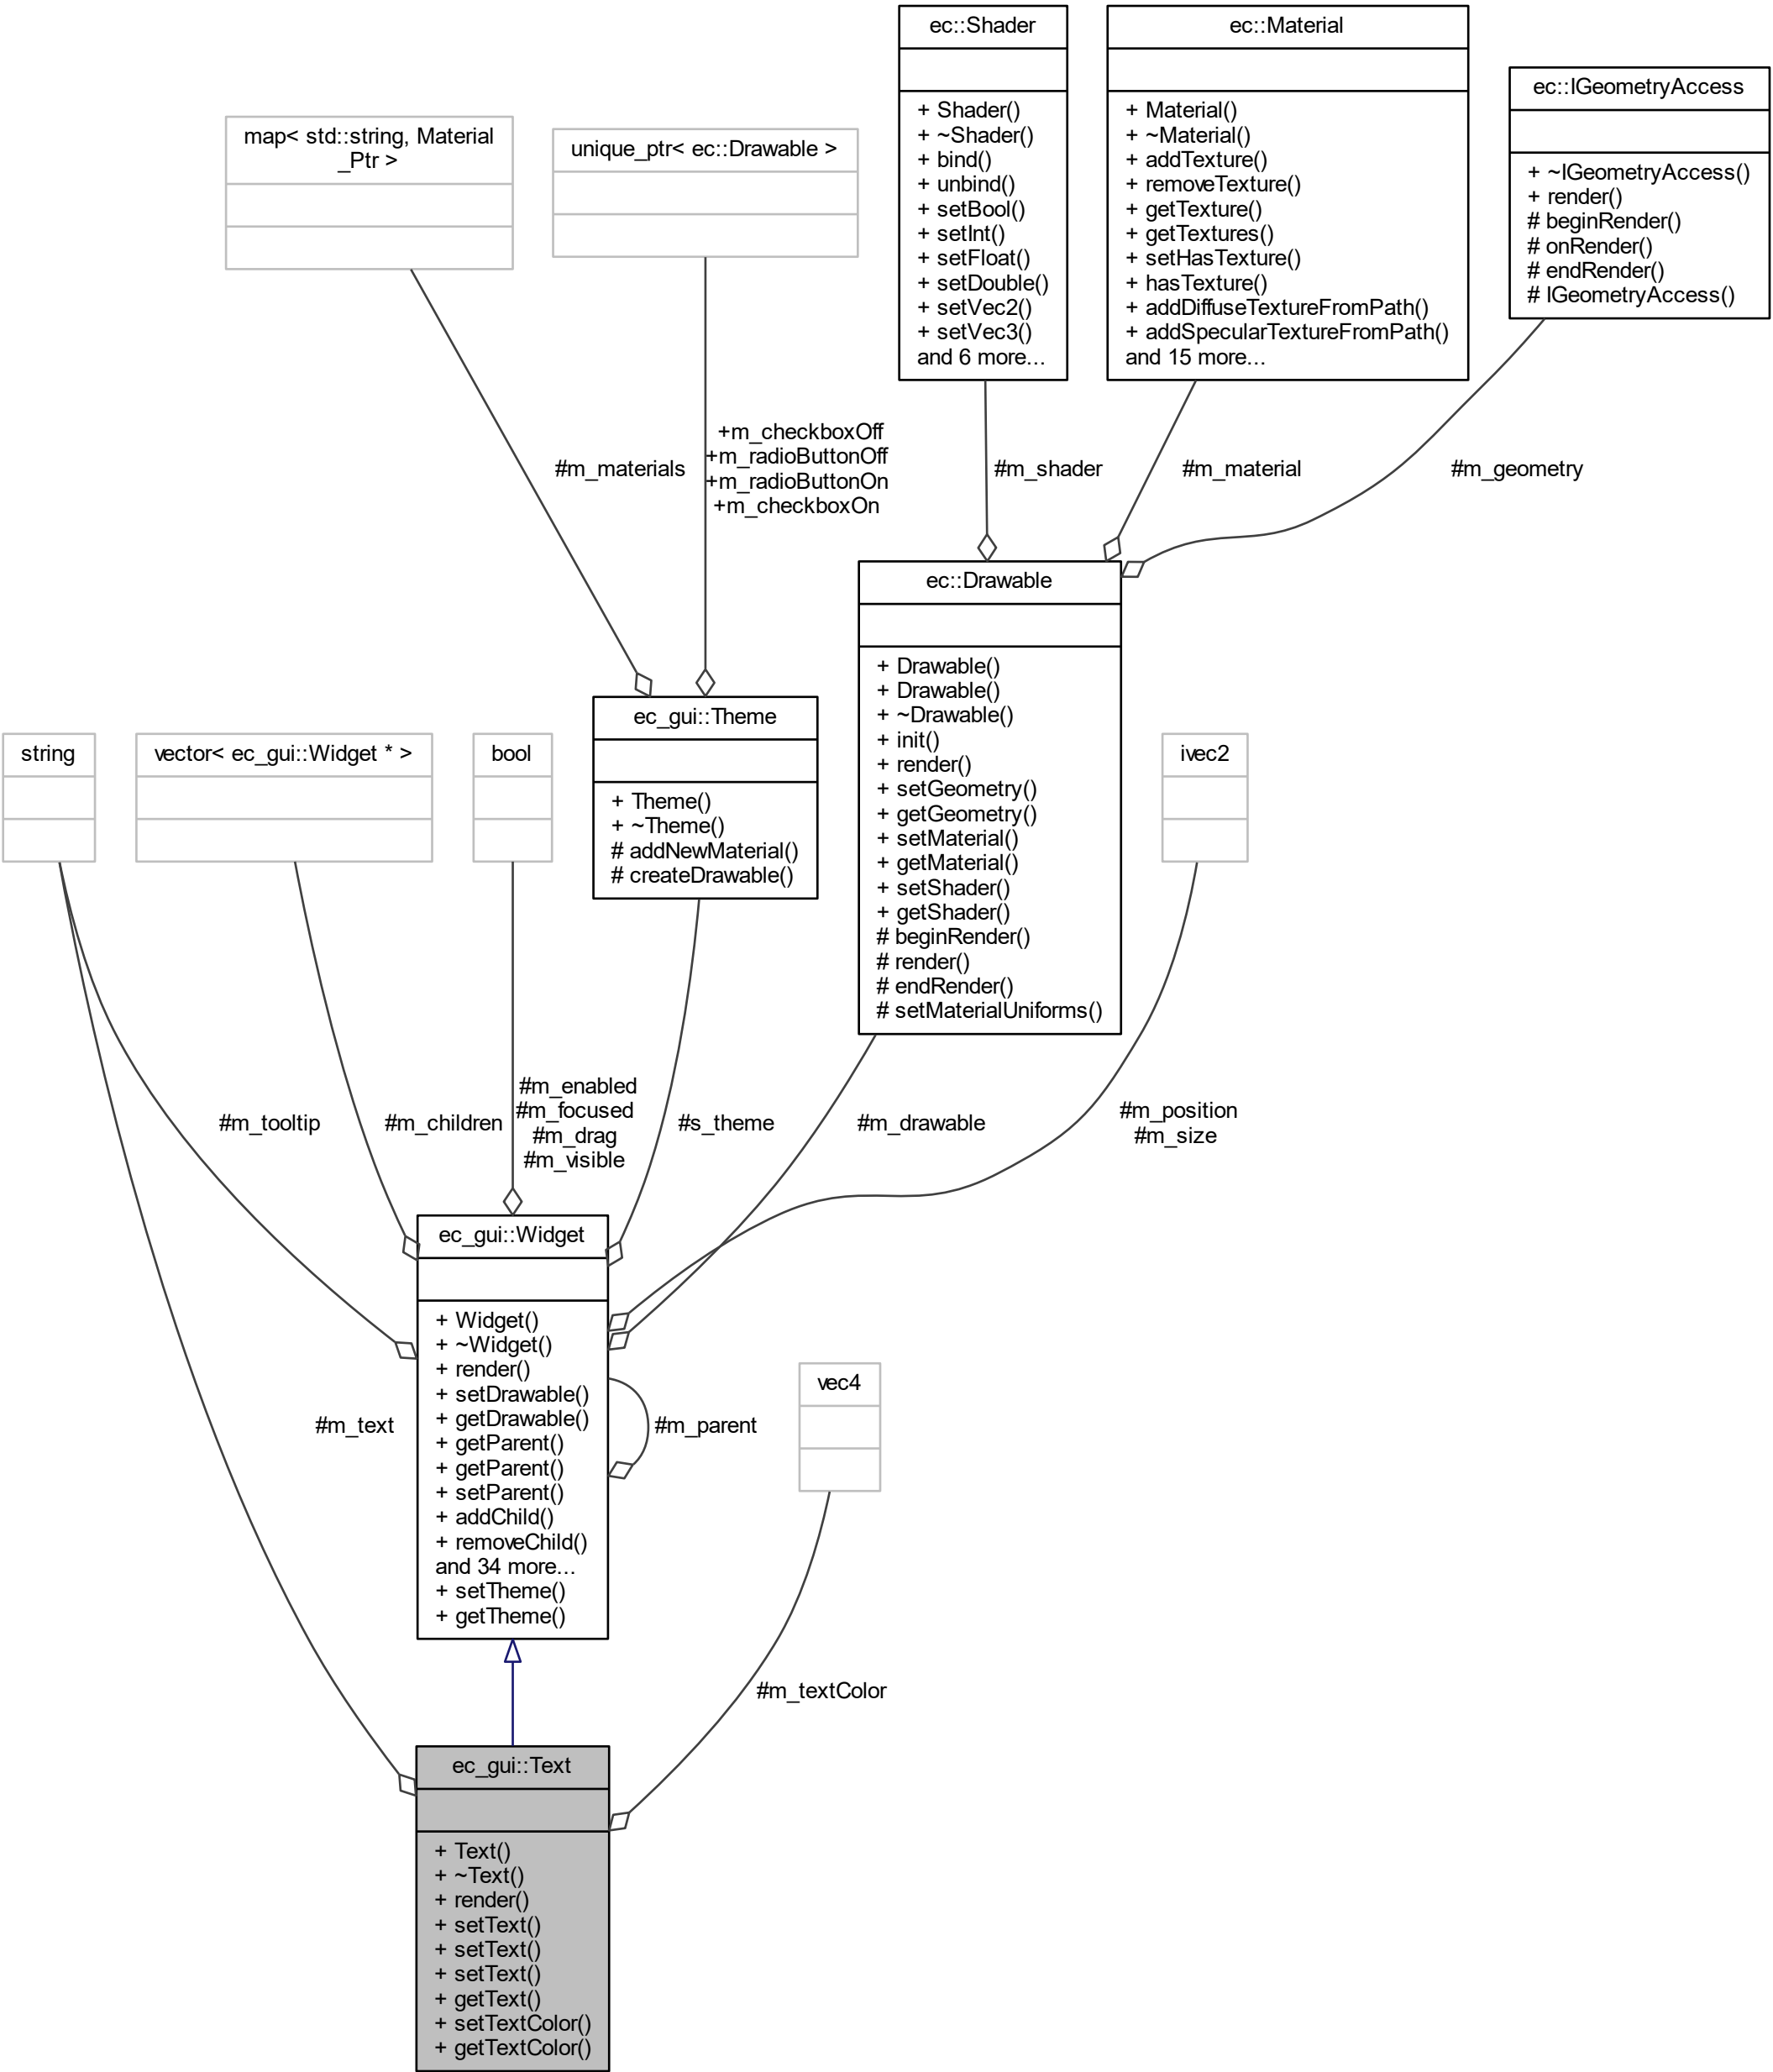 ec::Shader
+ Shader()
+ ~Shader()
+ bind()
+ unbind()
+ setBool()
+ setInt()
+ setFloat()
+ setDouble()
+ setVec2()
+ setVec3()
and 6 more...
ec::Material
+ Material()
+ ~Material()
+ addTexture()
+ removeTexture()
+ getTexture()
+ getTextures()
+ setHasTexture()
+ hasTexture()
+ addDiffuseTextureFromPath()
+ addSpecularTextureFromPath()
and 15 more...
ec::IGeometryAccess
+ ~IGeometryAccess()
+ render()
# beginRender()
# onRender()
# endRender()
# IGeometryAccess()
map< std::string, Material
_Ptr >
unique_ptr< ec::Drawable >
#m_materials
+m_checkboxOff
+m_radioButtonOff
+m_radioButtonOn
+m_checkboxOn
#m_shader
#m_material
#m_geometry
ec::Drawable
+ Drawable()
+ Drawable()
+ ~Drawable()
+ init()
+ render()
+ setGeometry()
+ getGeometry()
+ setMaterial()
+ getMaterial()
+ setShader()
+ getShader()
# beginRender()
# render()
# endRender()
# setMaterialUniforms()
ec_gui::Theme
+ Theme()
+ ~Theme()
# addNewMaterial()
# createDrawable()
string
vector< ec_gui::Widget * >
bool
ivec2
#m_tooltip
#m_children
#m_enabled
#m_focused
#m_drag
#m_visible
#s_theme
#m_drawable
#m_position
#m_size
ec_gui::Widget
+ Widget()
+ ~Widget()
+ render()
+ setDrawable()
+ getDrawable()
+ getParent()
+ getParent()
+ setParent()
+ addChild()
+ removeChild()
and 34 more...
+ setTheme()
+ getTheme()
#m_text
#m_parent
vec4
#m_textColor
ec_gui::Text
+ Text()
+ ~Text()
+ render()
+ setText()
+ setText()
+ setText()
+ getText()
+ setTextColor()
+ getTextColor()